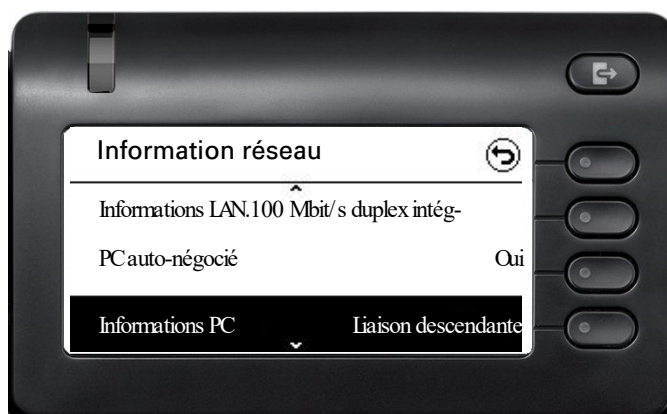 Information réseau
Informations LAN.100 Mbit/s duplex intég-
PC auto-négocié Oui
Informations PC Liaison descendante